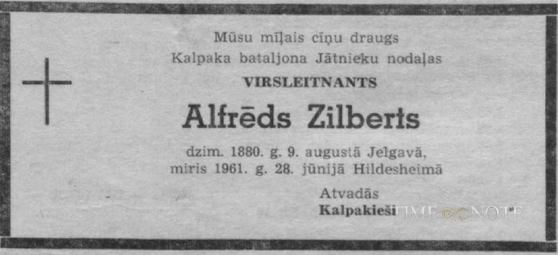 Mūsu mīļais cīņu draugs
Kalpaka bataljona Jātnieku nodaļas
VIRSLEITNANTS
Alfrēds Zilberts
dzim. 1880. g. 9. augustā Jelgavā,
miris 1961. g. 28. jūnijā Hildesheimā
Atvadās
Kalpakieši
TIMENOTE